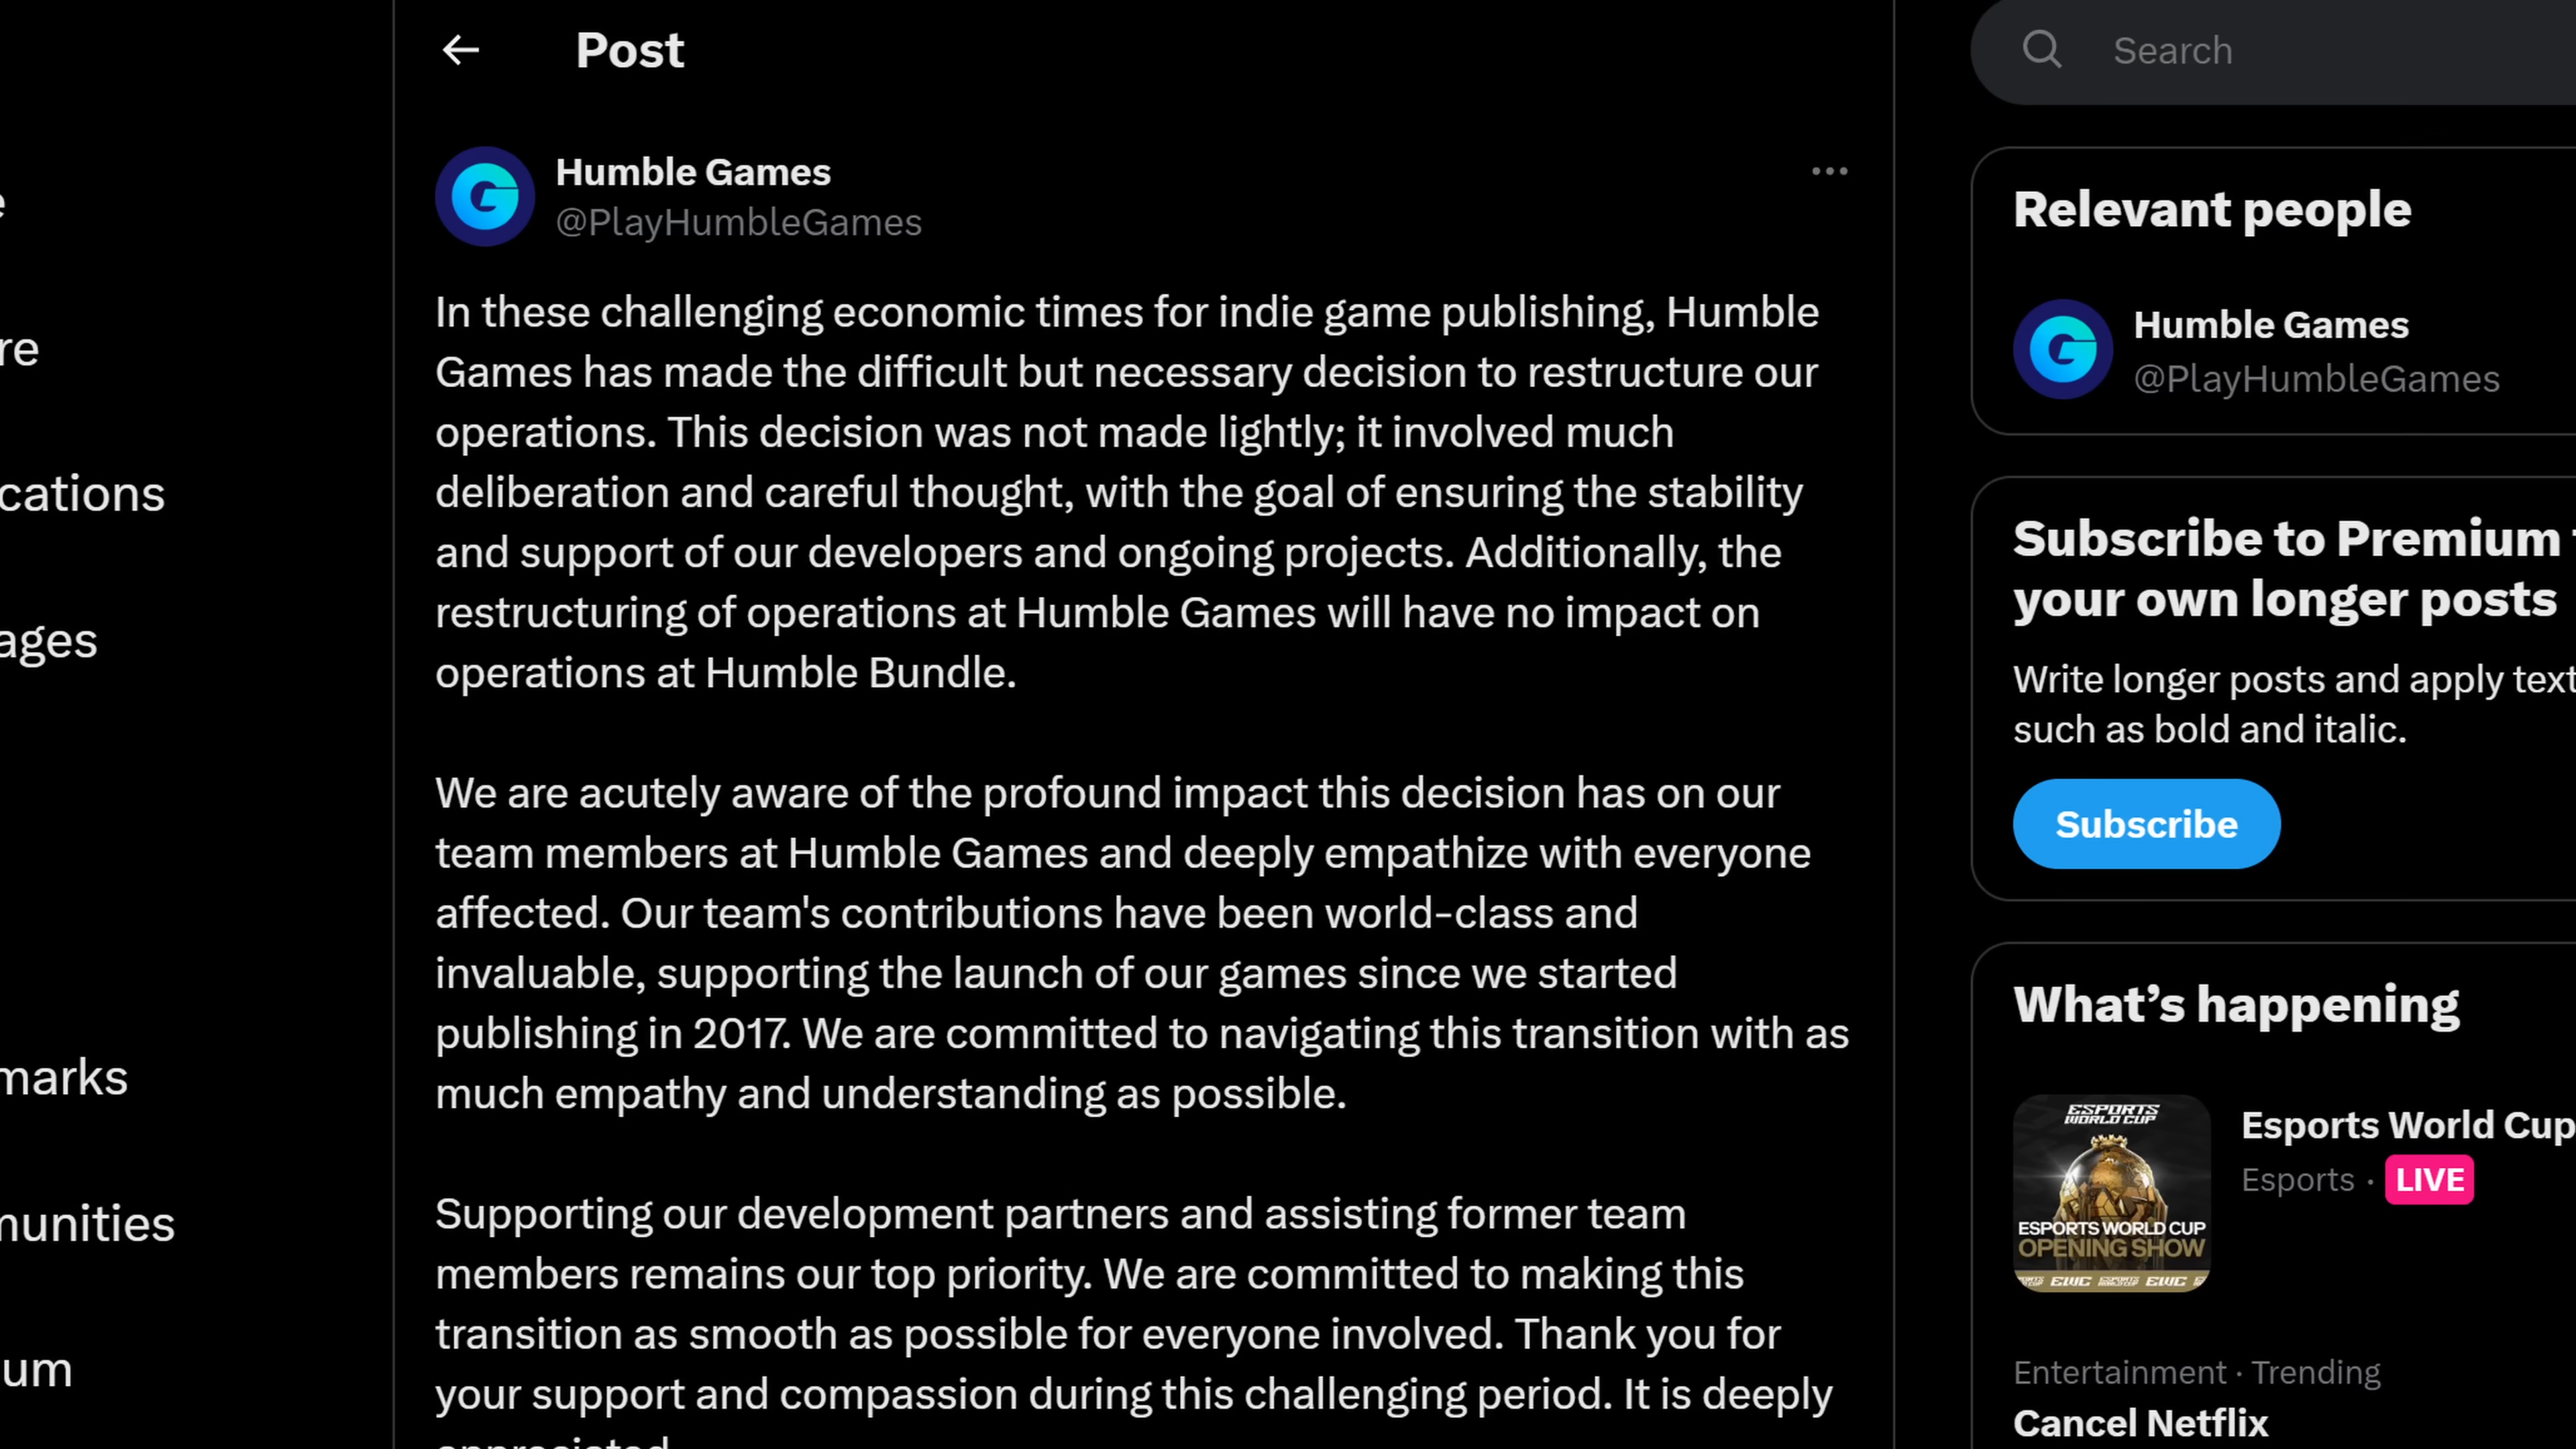 Post
Humble Games
@PlayHumbleGames
In these challenging economic times for indie game publishing, Humble
Games has made the difficult but necessary decision to restructure our
operations. This decision was not made lightly; it involved much
deliberation and careful thought, with the goal of ensuring the stability
and support of our developers and ongoing projects. Additionally, the
restructuring of operations at Humble Games will have no impact on
operations at Humble Bundle.
We are acutely aware of the profound impact this decision has on our
team members at Humble Games and deeply empathize with everyone
affected. Our team's contributions have been world-class and
invaluable, supporting the launch of our games since we started
publishing in 2017. We are committed to navigating this transition with as
much empathy and understanding as possible.
Supporting our development partners and assisting former team
members remains our top priority. We are committed to making this
transition as smooth as possible for everyone involved. Thank you for
your support and compassion during this challenging period. It is deeply
e
re
cations
ages
marks
munities
um
Search
Relevant people
Humble Games
@PlayHumbleGames
Subscribe to Premium
your own longer posts
Write longer posts and apply text
such as bold and italic.
Subscribe
What's happening
ESPORTS
WORLD CUP
ESPORTS WORLD CUP
OPENING SHOW
EWC
EWC
Esports World Cup
Esports · LIVE
Entertainment · Trending
Cancel Netflix